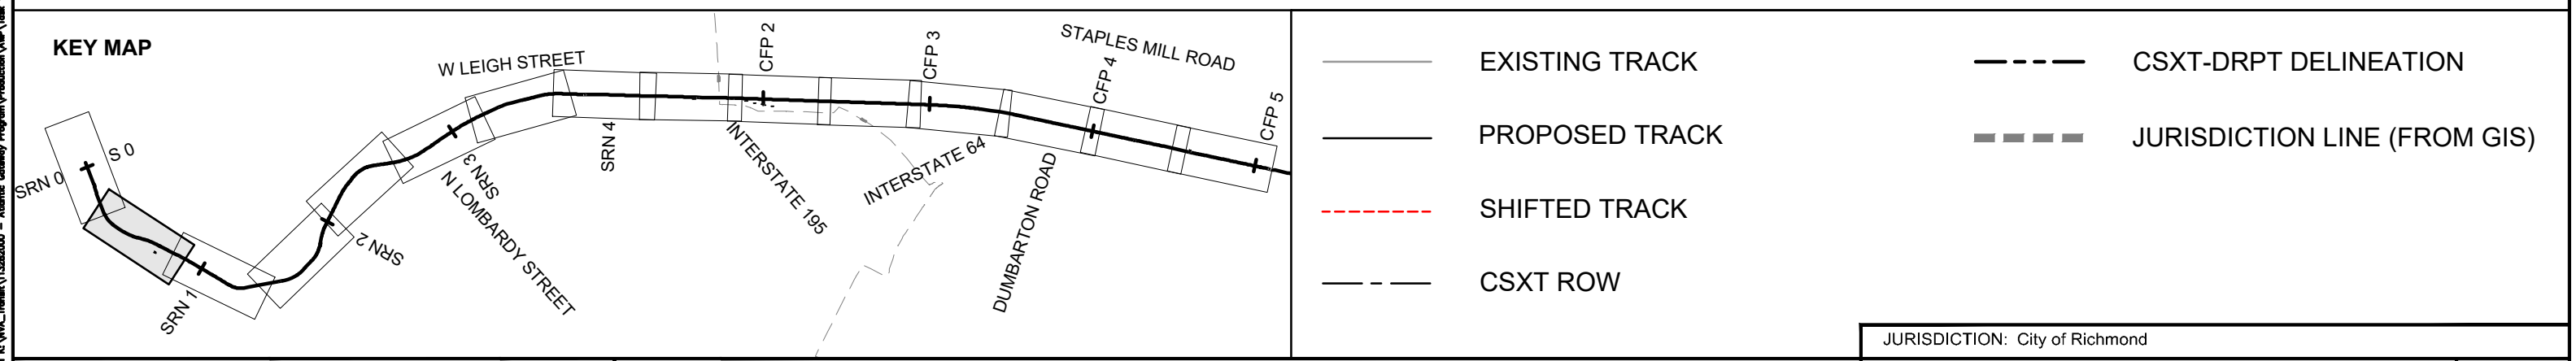 KEY MAP
W LEIGH STREET
CFP 2
CFP 3
STAPLES MILL ROAD
CFP 4
CFP 5
SRN 0
S 0
SRN 1
SRN 2
SRN 3
N LOMBARDY STREET
SRN 4
INTERSTATE 195
INTERSTATE 64
DUMBARTON ROAD
EXISTING TRACK
PROPOSED TRACK
SHIFTED TRACK
CSXT ROW
CSXT-DRPT DELINEATION
JURISDICTION LINE (FROM GIS)
JURISDICTION: City of Richmond